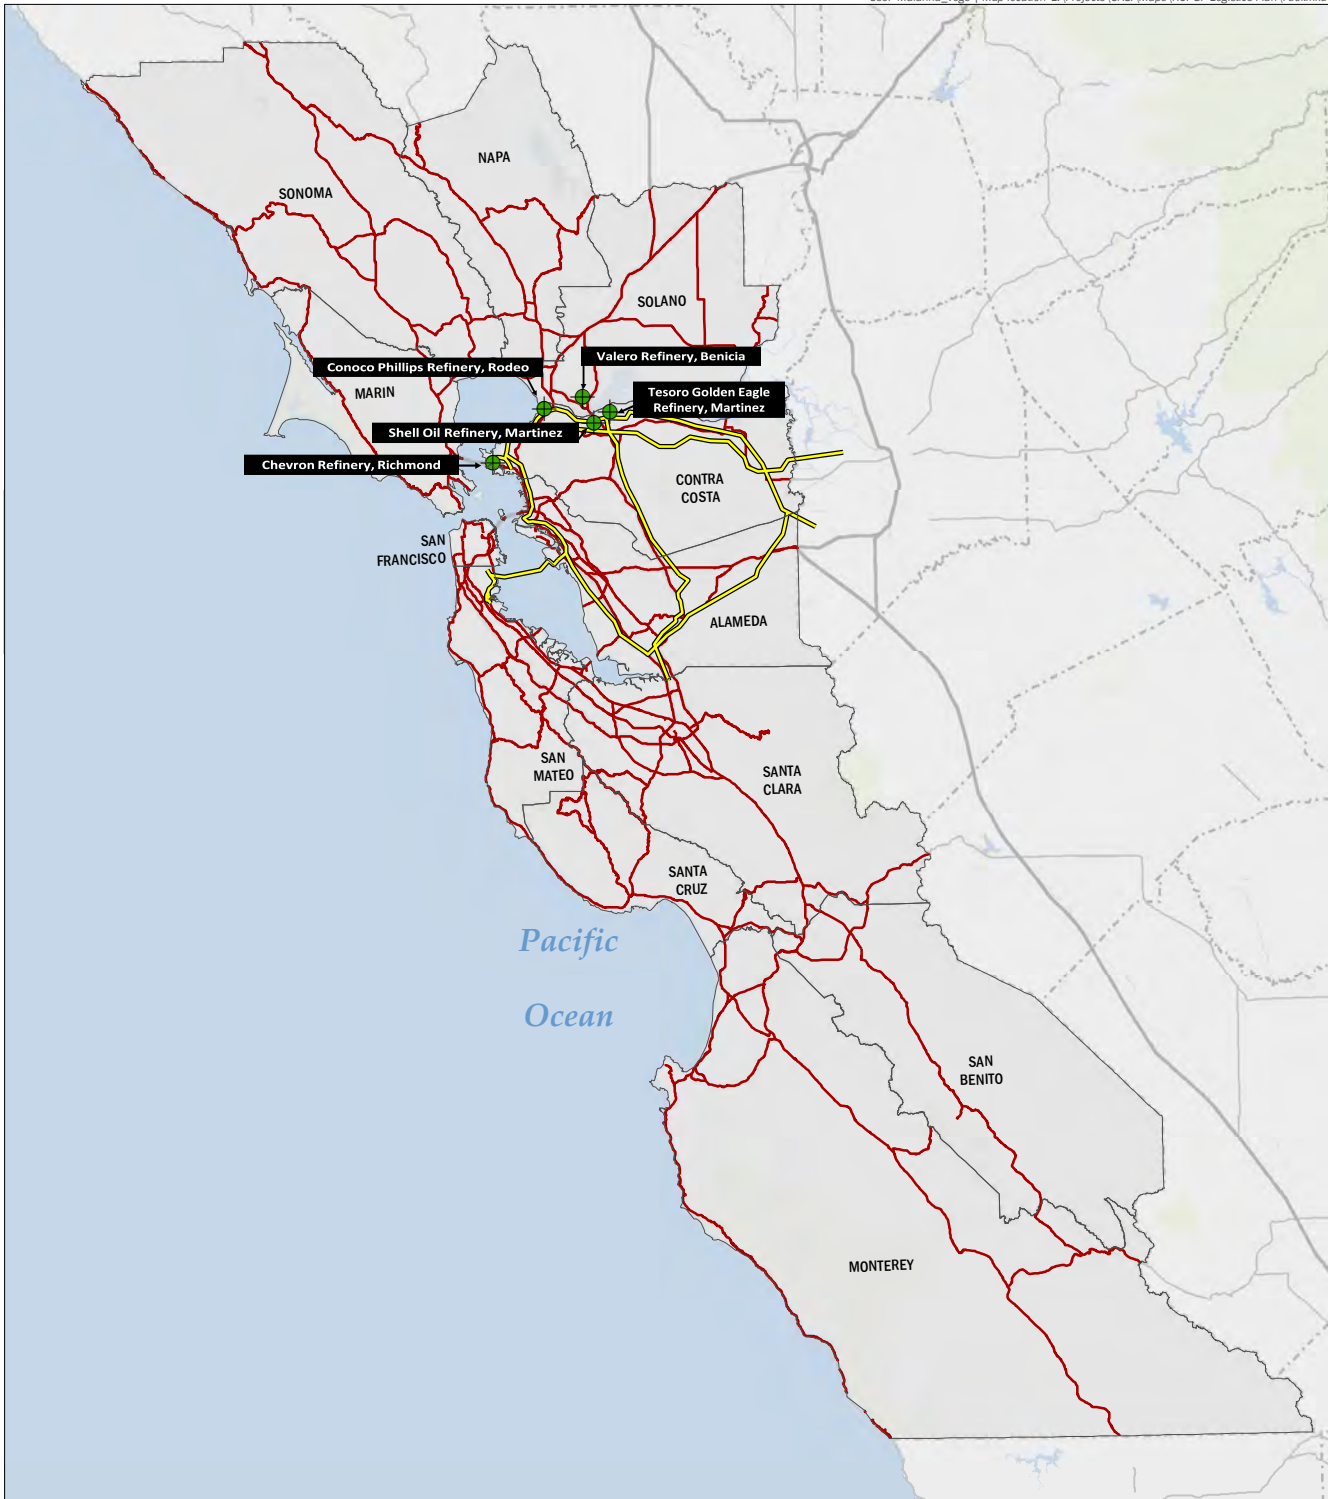 NAPA
SONOMA
SOLANO
Valero Refinery, Benicia
Conoco Phillips Refinery, Rodeo
MARIN
Tesoro Golden Eagle
Refinery, Martinez
Shell Oil Refinery, Martinez
Chevron Refinery, Richmond
CONTRA
COSTA
SAN
FRANCISCO
ALAMEDA
SAN
MATEO
SANTA
CLARA
SANTA
CRUZ
Pacific
Ocean
SAN
BENITO
MONTEREY